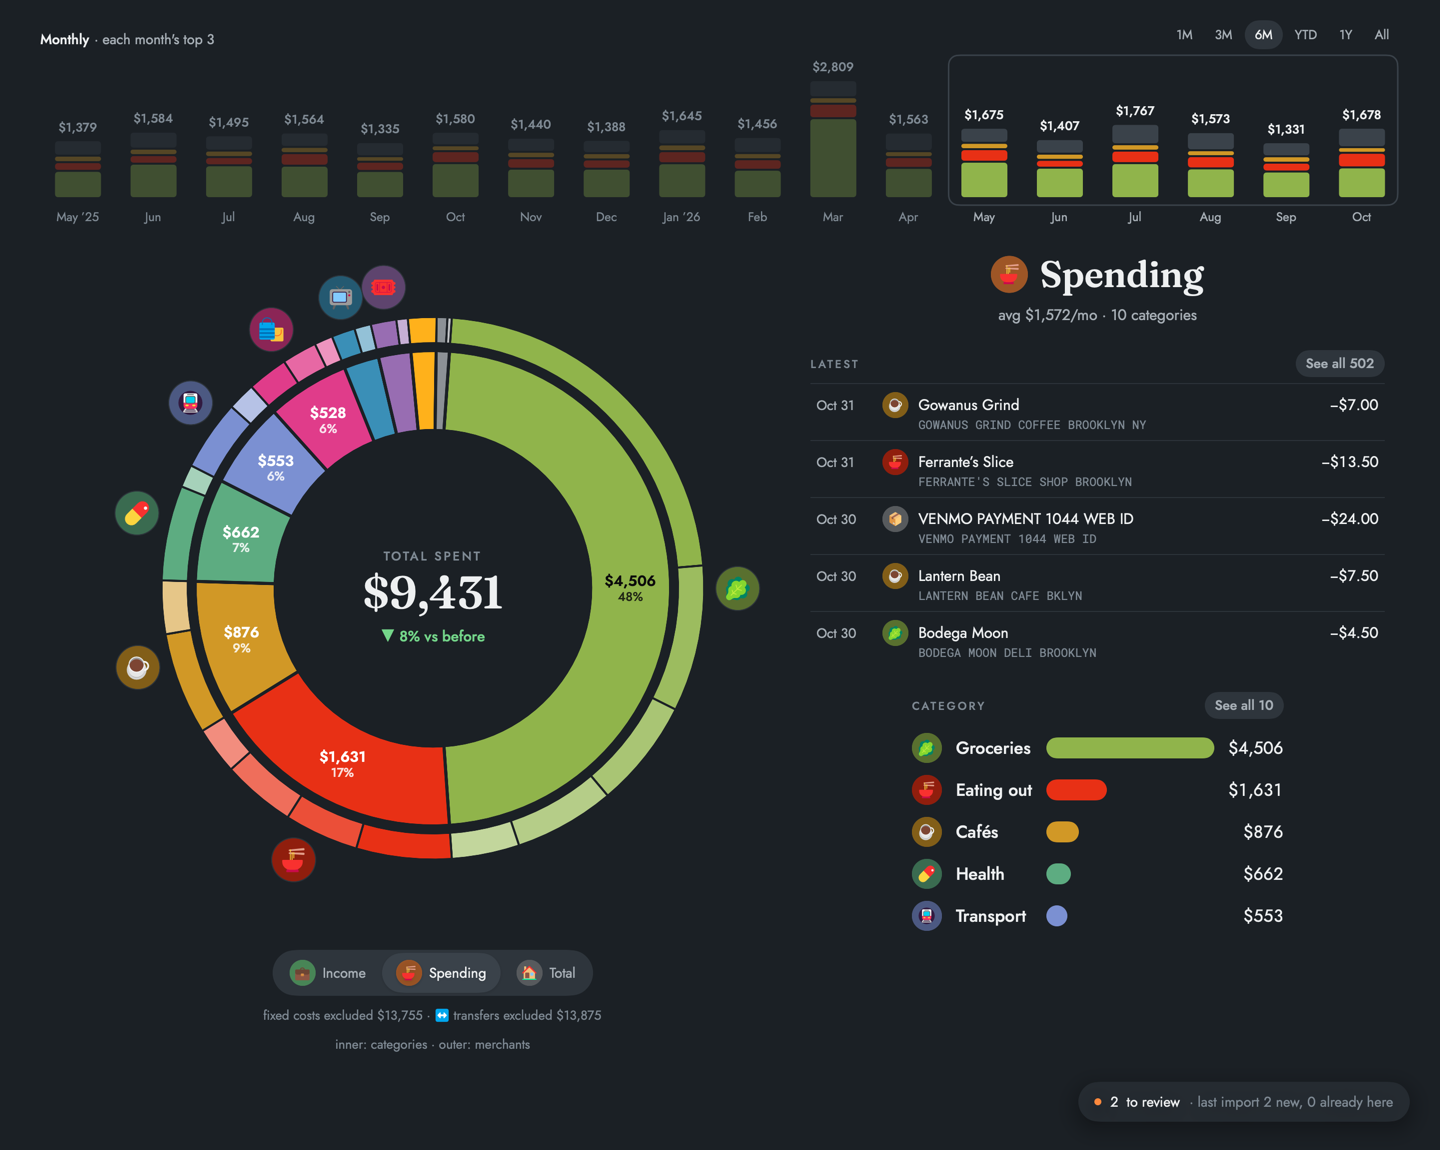 Monthly · each month's top 3
1M 3M 6M YTD 1Y All
$1,379 $1,584 $1,495 $1,564 $1,335 $1,580 $1,440 $1,388 $1,645 $1,456 $2,809 $1,563 $1,675 $1,407 $1,767 $1,573 $1,331 $1,678
May ’25 Jun Jul Aug Sep Oct Nov Dec Jan ’26 Feb Mar Apr May Jun Jul Aug Sep Oct
$4,506
48%
$1,631
17%
$876
9%
$662
7%
$553
6%
$528
6%
TOTAL SPENT
$9,431
▼ 8% vs before
Income Spending Total
fixed costs excluded $13,755 · ↔ transfers excluded $13,875
inner: categories · outer: merchants
Spending
avg $1,572/mo · 10 categories
LATEST See all 502
Oct 31 Gowanus Grind −$7.00
GOWANUS GRIND COFFEE BROOKLYN NY
Oct 31 Ferrante’s Slice −$13.50
FERRANTE'S SLICE SHOP BROOKLYN
Oct 30 VENMO PAYMENT 1044 WEB ID −$24.00
VENMO PAYMENT 1044 WEB ID
Oct 30 Lantern Bean −$7.50
LANTERN BEAN CAFE BKLYN
Oct 30 Bodega Moon −$4.50
BODEGA MOON DELI BROOKLYN
CATEGORY See all 10
Groceries $4,506
Eating out $1,631
Cafés $876
Health $662
Transport $553
2 to review · last import 2 new, 0 already here